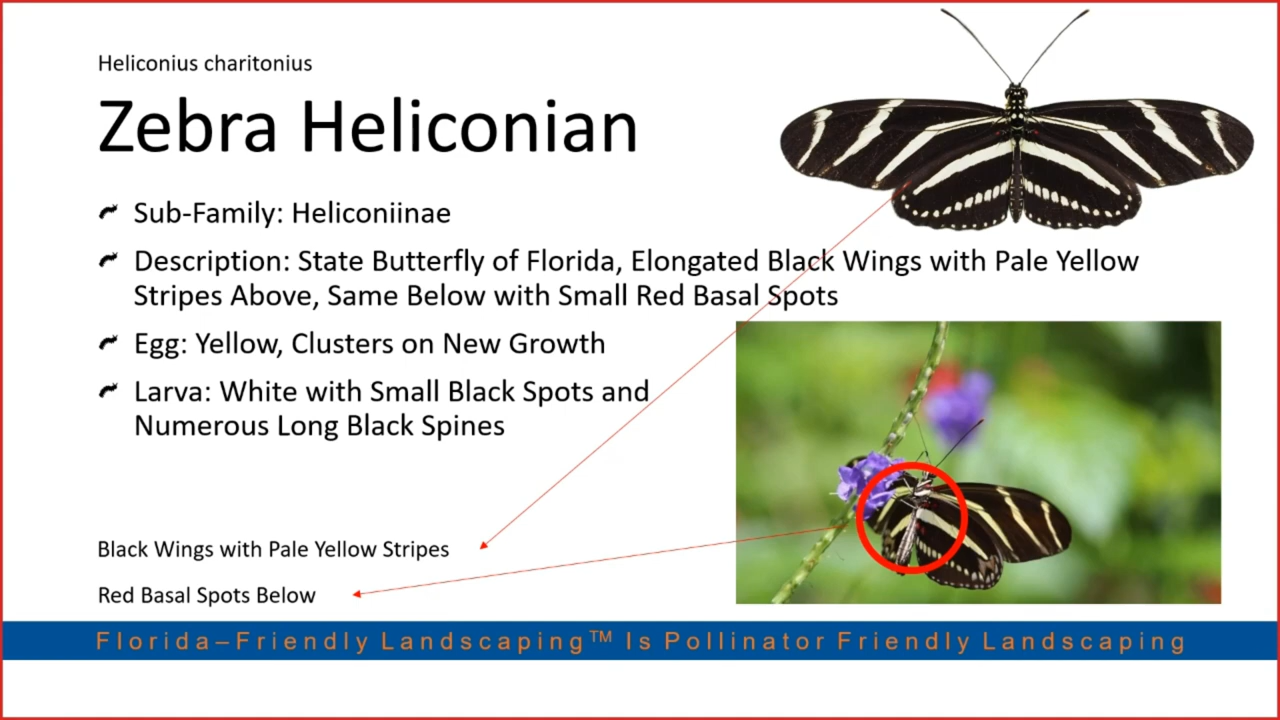 Heliconius charitonius
Zebra Heliconian
Sub-Family: Heliconiinae
Description: State Butterfly of Florida, Elongated Black Wings with Pale Yellow
Stripes Above, Same Below with Small Red Basal Spots
Egg: Yellow, Clusters on New Growth
Larva: White with Small Black Spots and
Numerous Long Black Spines
Black Wings with Pale Yellow Stripes
Red Basal Spots Below
Florida–Friendly Landscaping™ Is Pollinator Friendly Landscaping